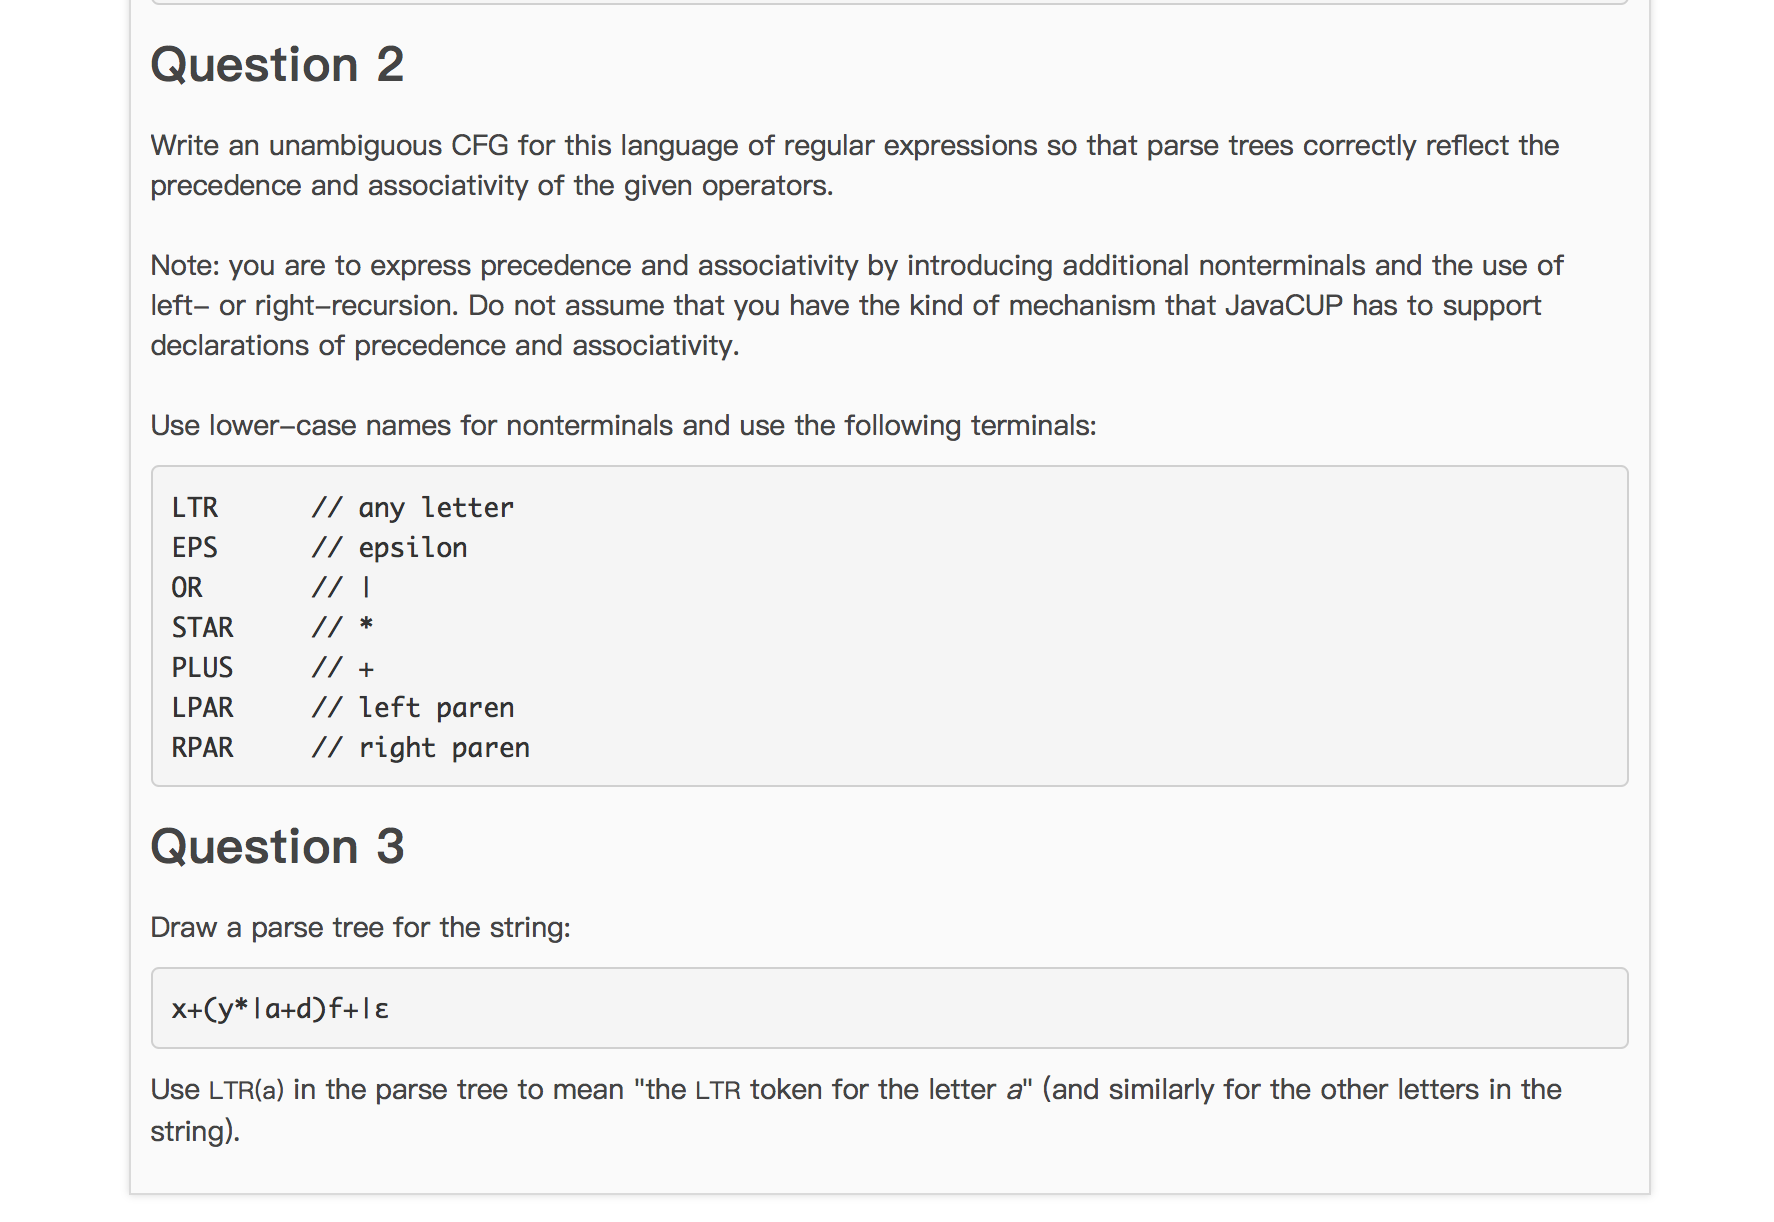 Question 2
Write an unambiguous CFG for this language of regular expressions so that parse trees correctly reflect the
precedence and associativity of the given operators.
Note: you are to express precedence and associativity by introducing additional nonterminals and the use of
left– or right–recursion. Do not assume that you have the kind of mechanism that JavaCUP has to support
declarations of precedence and associativity.
Use lower–case names for nonterminals and use the following terminals:
LTR // any letter
EPS // epsilon
OR // |
STAR // *
PLUS // +
LPAR // left paren
RPAR // right paren
Question 3
Draw a parse tree for the string:
x+(y*|a+d)f+|ε
Use LTR(a) in the parse tree to mean "the LTR token for the letter a" (and similarly for the other letters in the
string).